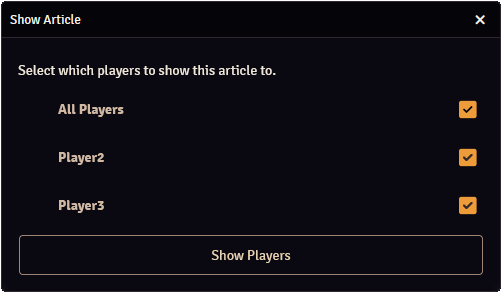 Show Article
Select which players to show this article to.
All Players
Player2
Player3
Show Players